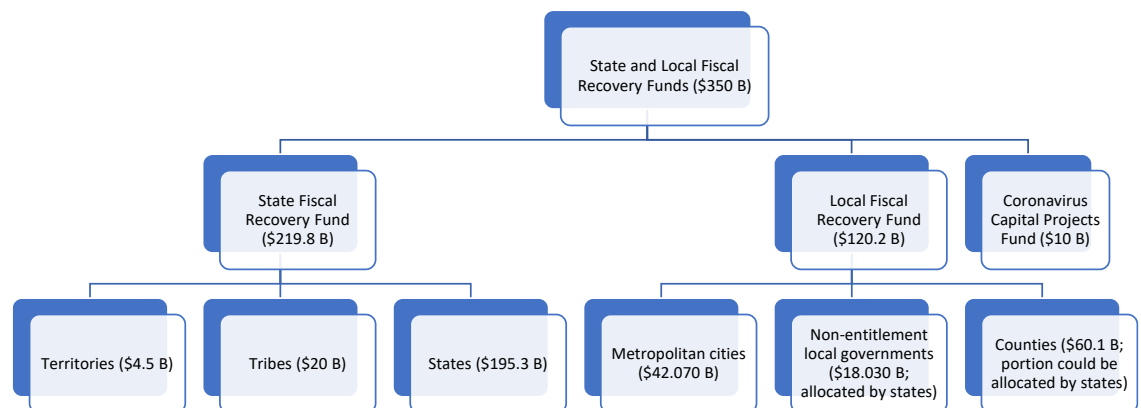 State and Local Fiscal
Recovery Funds ($350 B)
State Fiscal
Recovery Fund
($219.8 B)
Local Fiscal
Recovery Fund
($120.2 B)
Coronavirus
Capital Projects
Fund ($10 B)
Territories ($4.5 B)
Tribes ($20 B)
States ($195.3 B)
Metropolitan cities
($42.070 B)
Non-entitlement
local governments
($18.030 B;
allocated by states)
Counties ($60.1 B;
portion could be
allocated by states)